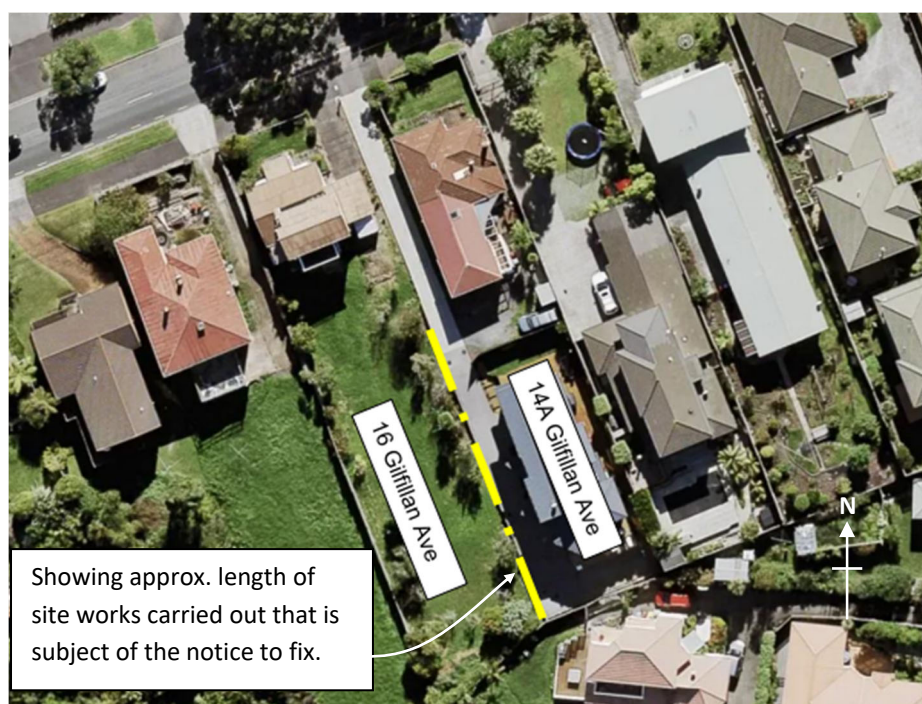 16 Gilfillan Ave
14A Gilfillan Ave
N
Showing approx. length of
site works carried out that is
subject of the notice to fix.